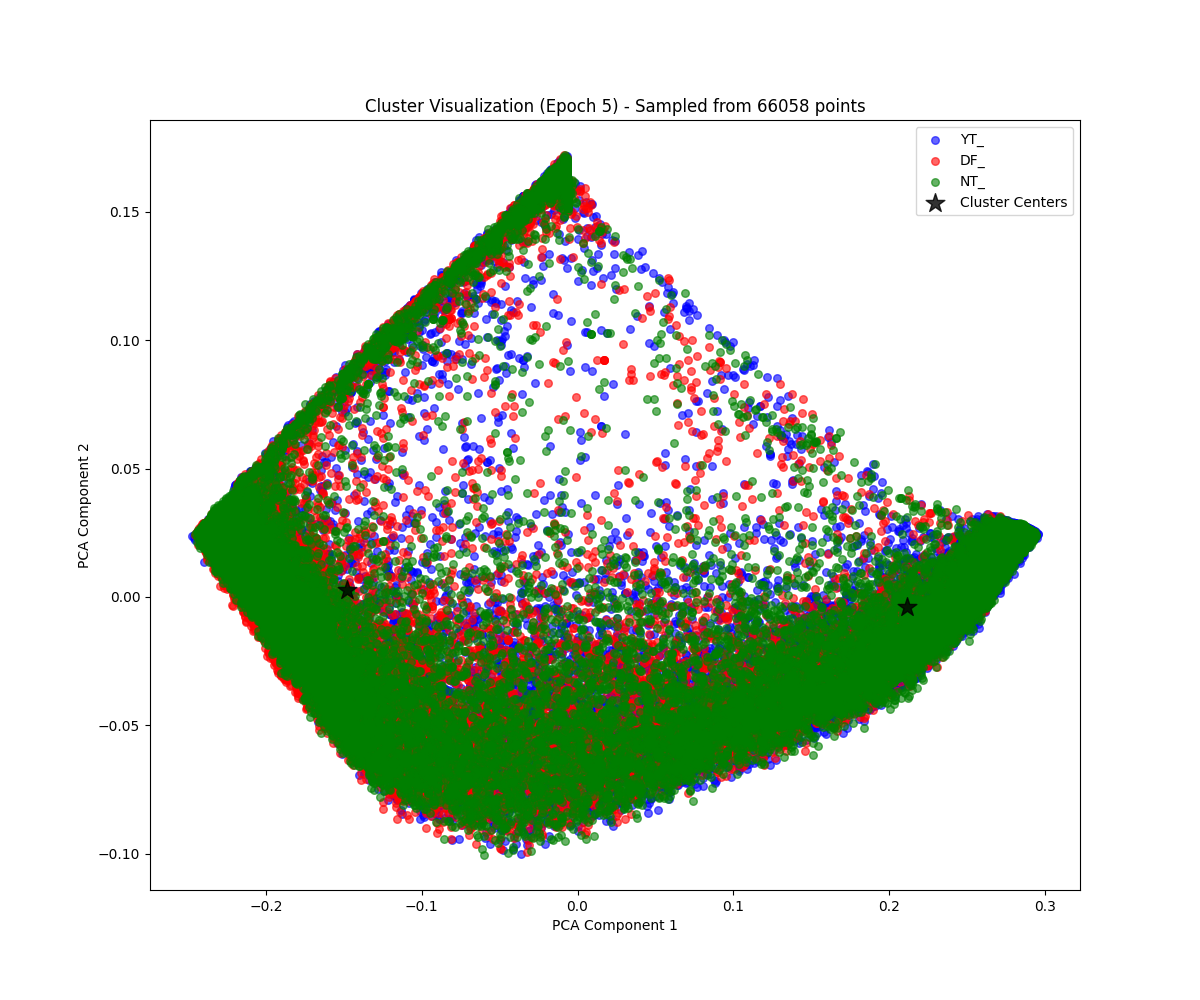 Cluster Visualization (Epoch 5) - Sampled from 66058 points
YT_
DF_
NT_
Cluster Centers
PCA Component 2
0.15
0.10
0.05
0.00
−0.05
−0.10
−0.2
−0.1
0.0
0.1
0.2
0.3
PCA Component 1